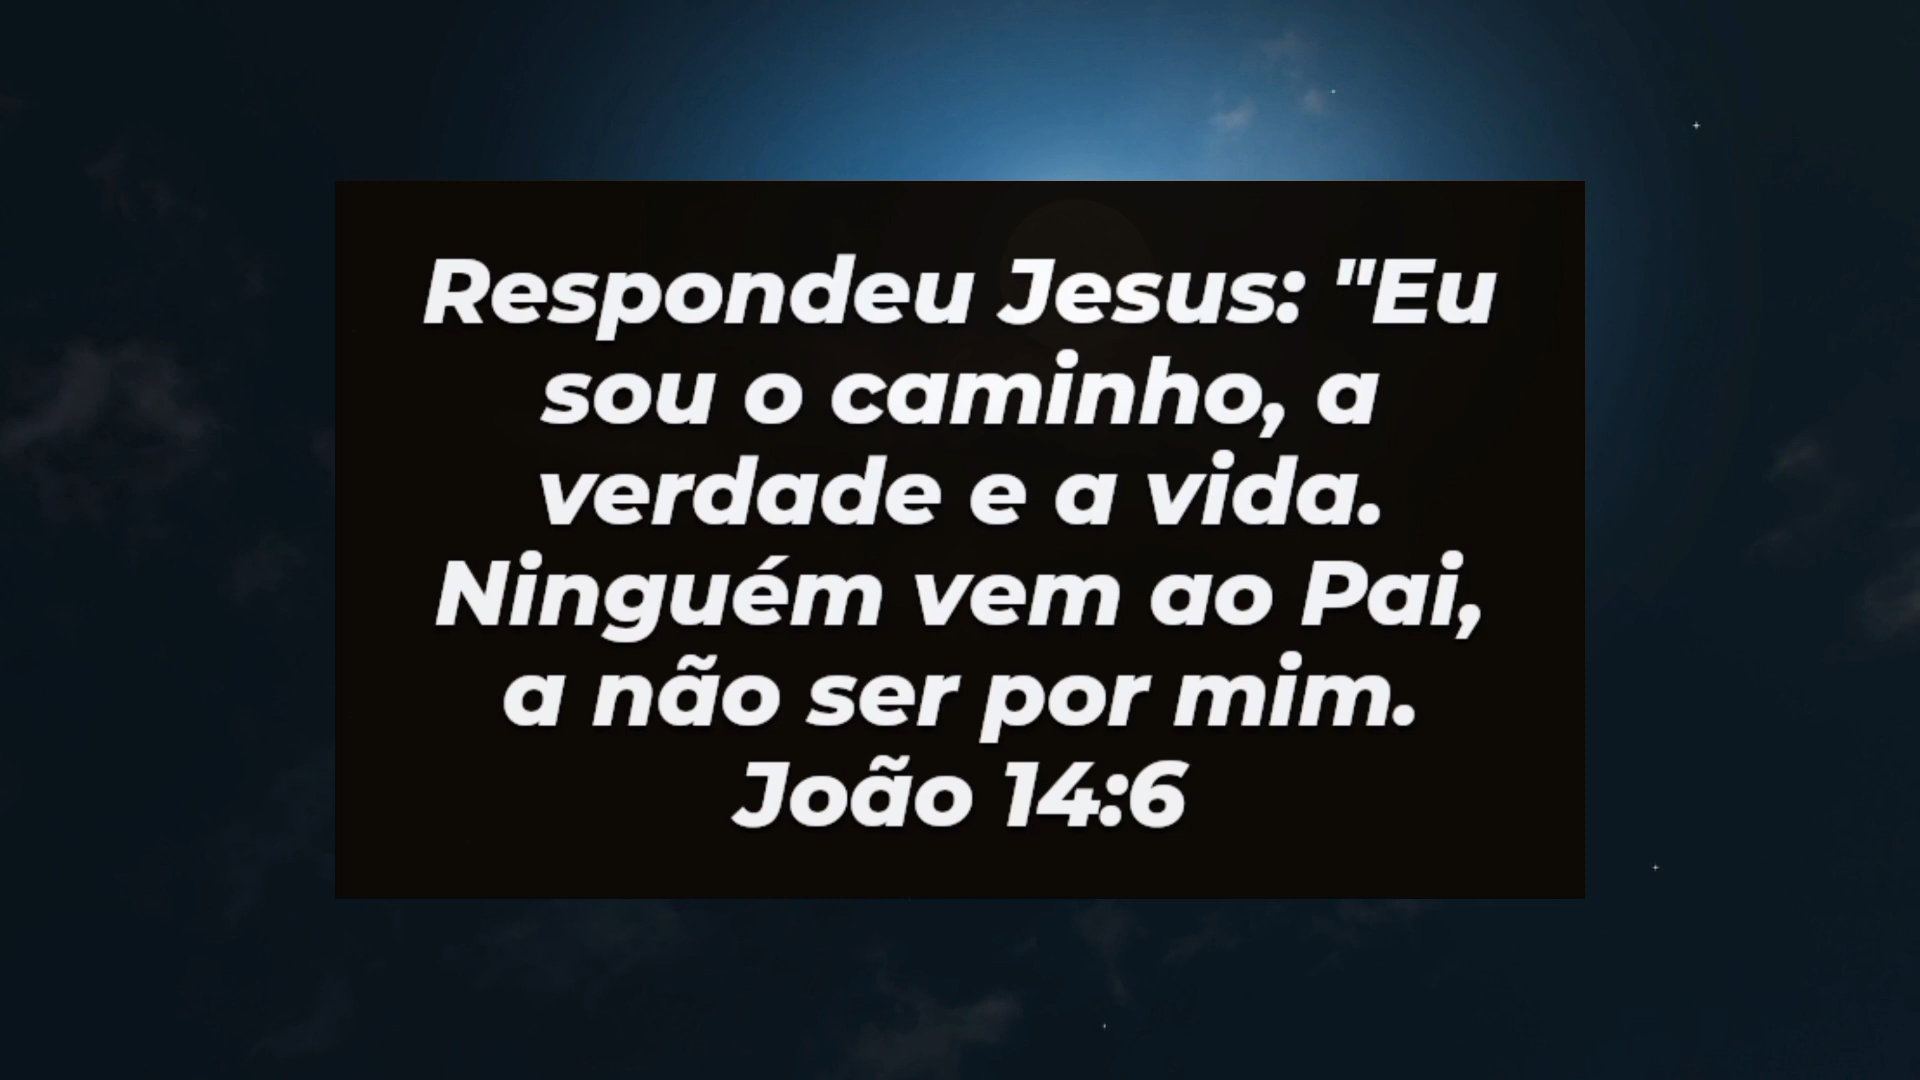 Respondeu Jesus: "Eu
sou o caminho, a
verdade e a vida.
Ninguém vem ao Pai,
a não ser por mim.
João 14:6